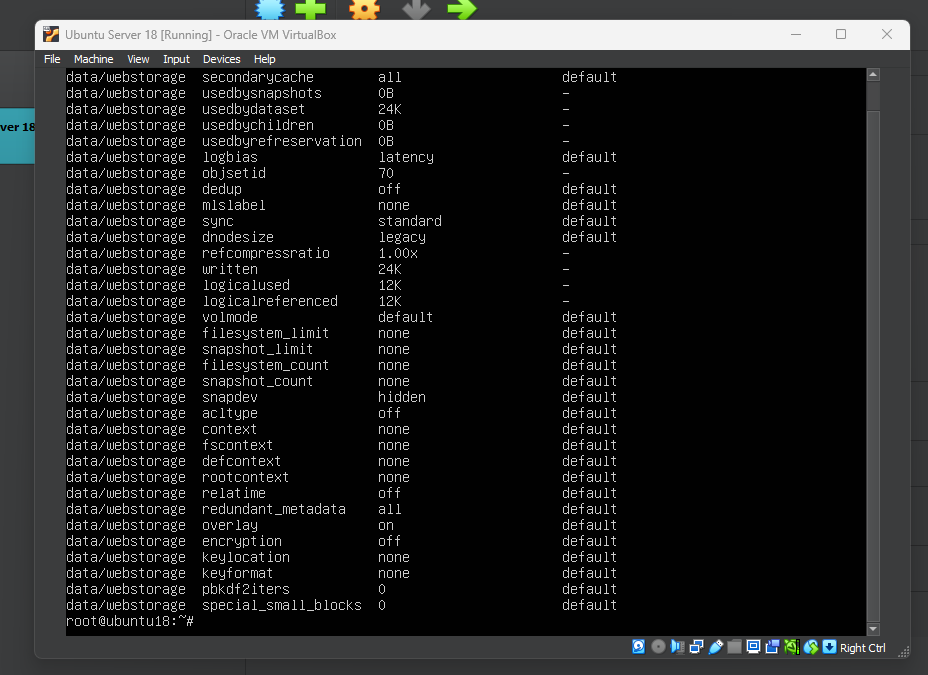 Ubuntu Server 18 [Running] - Oracle VM VirtualBox
File Machine View Input Devices Help
ver 18
data/webstorage secondarycache all default
data/webstorage usedbysnapshots 0B -
data/webstorage usedbydataset 24K -
data/webstorage usedbychildren 0B -
data/webstorage usedbyrefreservation 0B -
data/webstorage logbias latency default
data/webstorage objsetid 70 -
data/webstorage dedup off default
data/webstorage mlslabel none default
data/webstorage sync standard default
data/webstorage dnodesize legacy default
data/webstorage refcompressratio 1.00x -
data/webstorage written 24K -
data/webstorage logicalused 12K -
data/webstorage logicalreferenced 12K -
data/webstorage volmode default default
data/webstorage filesystem_limit none default
data/webstorage snapshot_limit none default
data/webstorage filesystem_count none default
data/webstorage snapshot_count none default
data/webstorage snapdev hidden default
data/webstorage acltype off default
data/webstorage context none default
data/webstorage fscontext none default
data/webstorage defcontext none default
data/webstorage rootcontext none default
data/webstorage relatime off default
data/webstorage redundant_metadata all default
data/webstorage overlay on default
data/webstorage encryption off default
data/webstorage keylocation none default
data/webstorage keyformat none default
data/webstorage pbkdf2iters 0 default
data/webstorage special_small_blocks 0 default
root@ubuntu18:~#
Right Ctrl